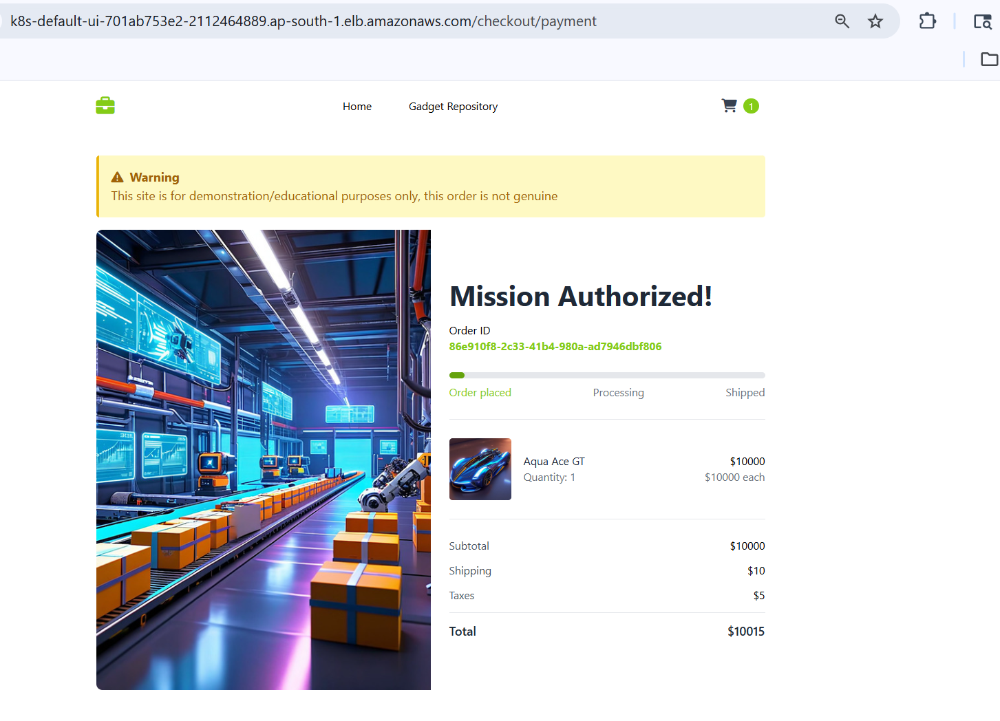 k8s-default-ui-701ab753e2-2112464889.ap-south-1.elb.amazonaws.com/checkout/payment
Home Gadget Repository 1
Warning
This site is for demonstration/educational purposes only, this order is not genuine
Mission Authorized!
Order ID
86e910f8-2c33-41b4-980a-ad7946dbf806
Order placed Processing Shipped
Aqua Ace GT $10000
Quantity: 1 $10000 each
Subtotal $10000
Shipping $10
Taxes $5
Total $10015